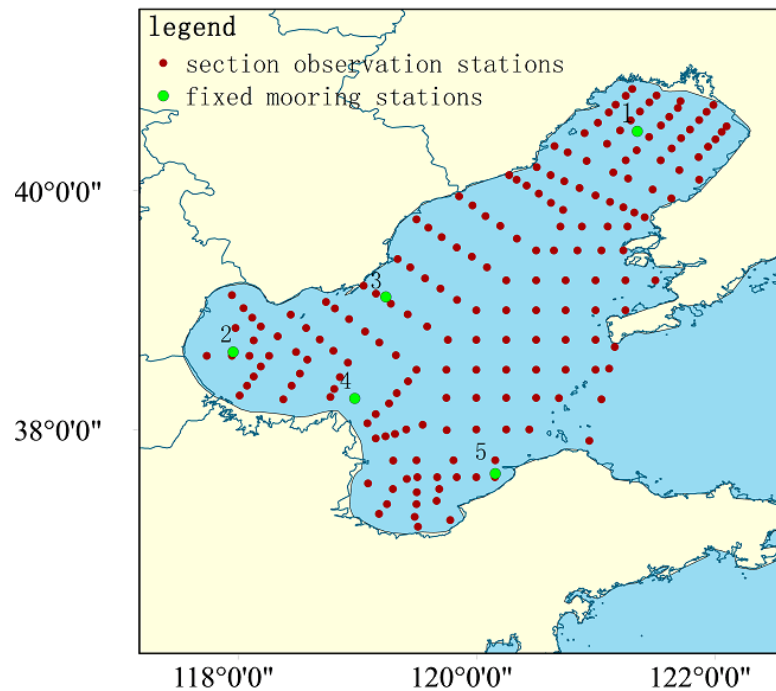 legend
section observation stations
fixed mooring stations
1
40°0'0"
3
2
4
38°0'0"
5
118°0'0" 120°0'0" 122°0'0"